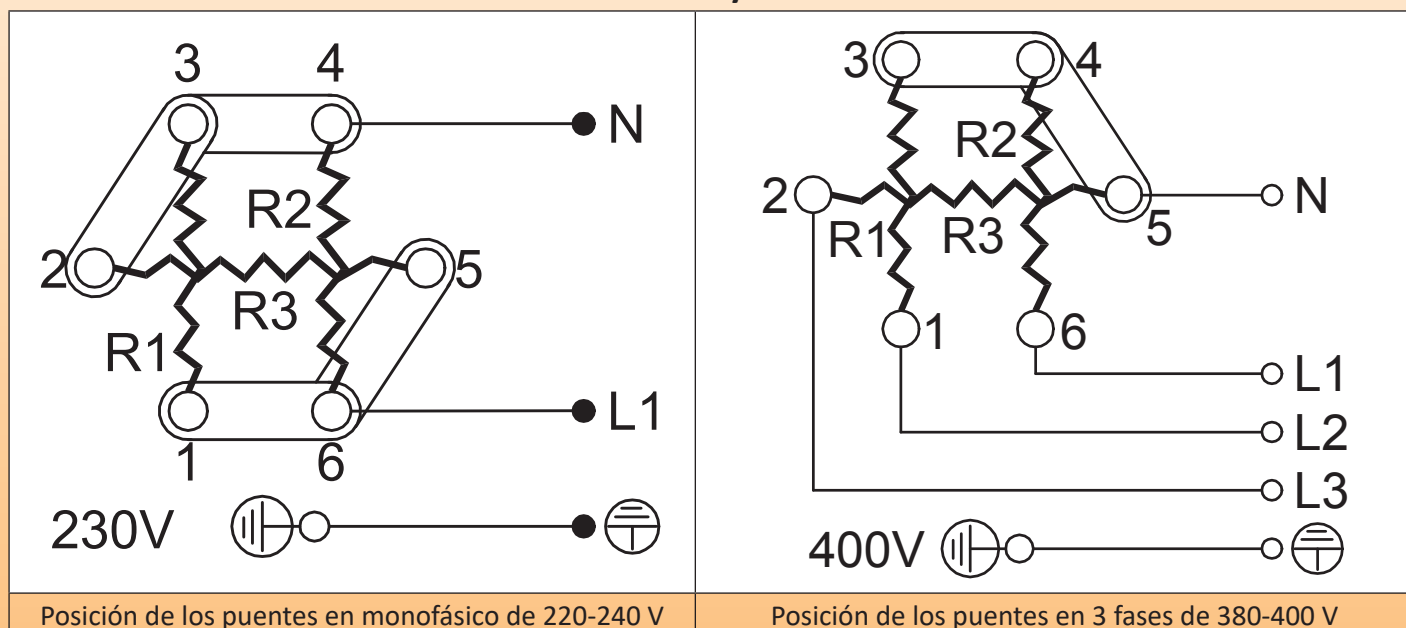 3 4
N
R2
2 5
R3
R1
L1
1 6
230V
Posición de los puentes en monofásico de 220-240 V
3 4
R2
2 N
R1 R3 5
1 6
L1
L2
L3
400V
Posición de los puentes en 3 fases de 380-400 V